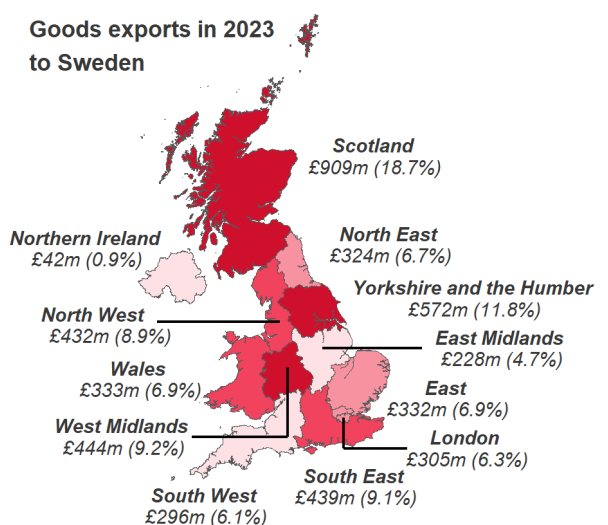 Goods exports in 2023
to Sweden
Scotland
£909m (18.7%)
Northern Ireland
£42m (0.9%)
North East
£324m (6.7%)
Yorkshire and the Humber
£572m (11.8%)
North West
£432m (8.9%)
East Midlands
£228m (4.7%)
Wales
£333m (6.9%)
East
£332m (6.9%)
West Midlands
£444m (9.2%)
London
£305m (6.3%)
South East
£439m (9.1%)
South West
£296m (6.1%)